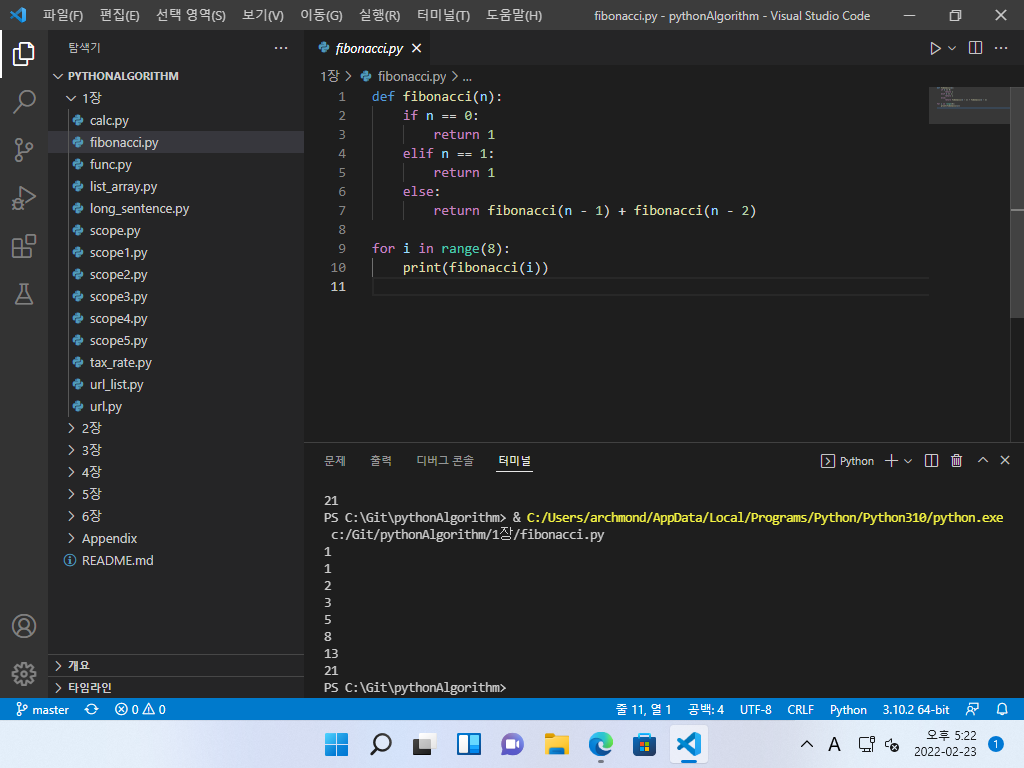 파일(F) 편집(E) 선택 영역(S) 보기(V) 이동(G) 실행(R) 터미널(T) 도움말(H) fibonacci.py - pythonAlgorithm - Visual Studio Code
탐색기
PYTHONALGORITHM
1장
calc.py
fibonacci.py
func.py
list_array.py
long_sentence.py
scope.py
scope1.py
scope2.py
scope3.py
scope4.py
scope5.py
tax_rate.py
url_list.py
url.py
2장
3장
4장
5장
6장
Appendix
README.md
개요
타임라인
fibonacci.py
1장 > fibonacci.py > ...
1 def fibonacci(n):
2 if n == 0:
3 return 1
4 elif n == 1:
5 return 1
6 else:
7 return fibonacci(n - 1) + fibonacci(n - 2)
8
9 for i in range(8):
10 print(fibonacci(i))
11
문제 출력 디버그 콘솔 터미널 Python
21
PS C:\Git\pythonAlgorithm> & C:/Users/archmond/AppData/Local/Programs/Python/Python310/python.exe
c:/Git/pythonAlgorithm/1장/fibonacci.py
1
1
2
3
5
8
13
21
PS C:\Git\pythonAlgorithm>
master 0 0 줄 11, 열 1 공백: 4 UTF-8 CRLF Python 3.10.2 64-bit
A 오후 5:22
2022-02-23 1